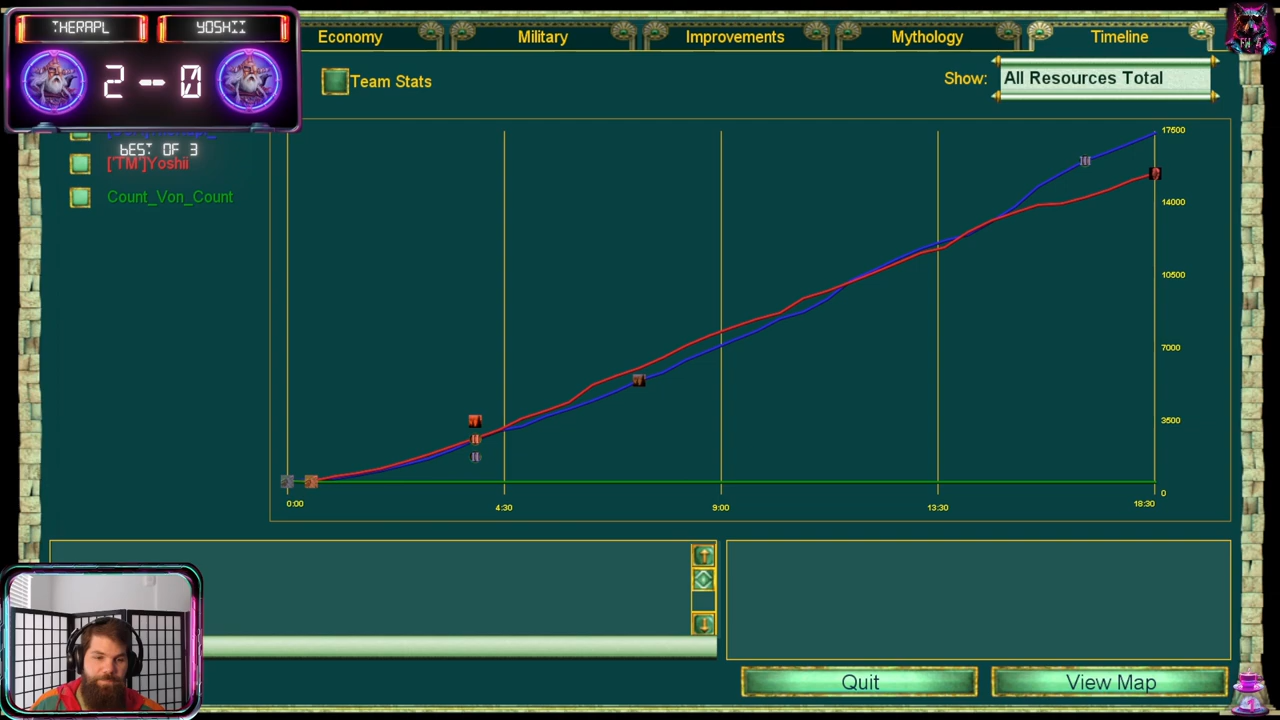 THERAPL YOSHII
2 -- 0
Economy Military Improvements Mythology Timeline
Team Stats
Show: All Resources Total
bEST OF 3
['TM']Yoshii
Count_Von_Count
17500
14000
10500
7000
3500
0
0:00 4:30 9:00 13:30 18:30
Quit View Map